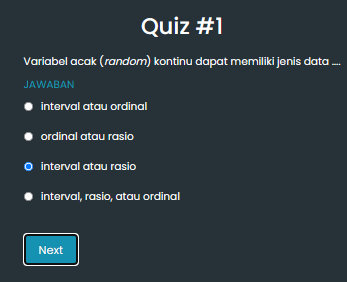 Quiz #1
Variabel acak (random) kontinu dapat memiliki jenis data ....
JAWABAN
interval atau ordinal
ordinal atau rasio
interval atau rasio
interval, rasio, atau ordinal
Next